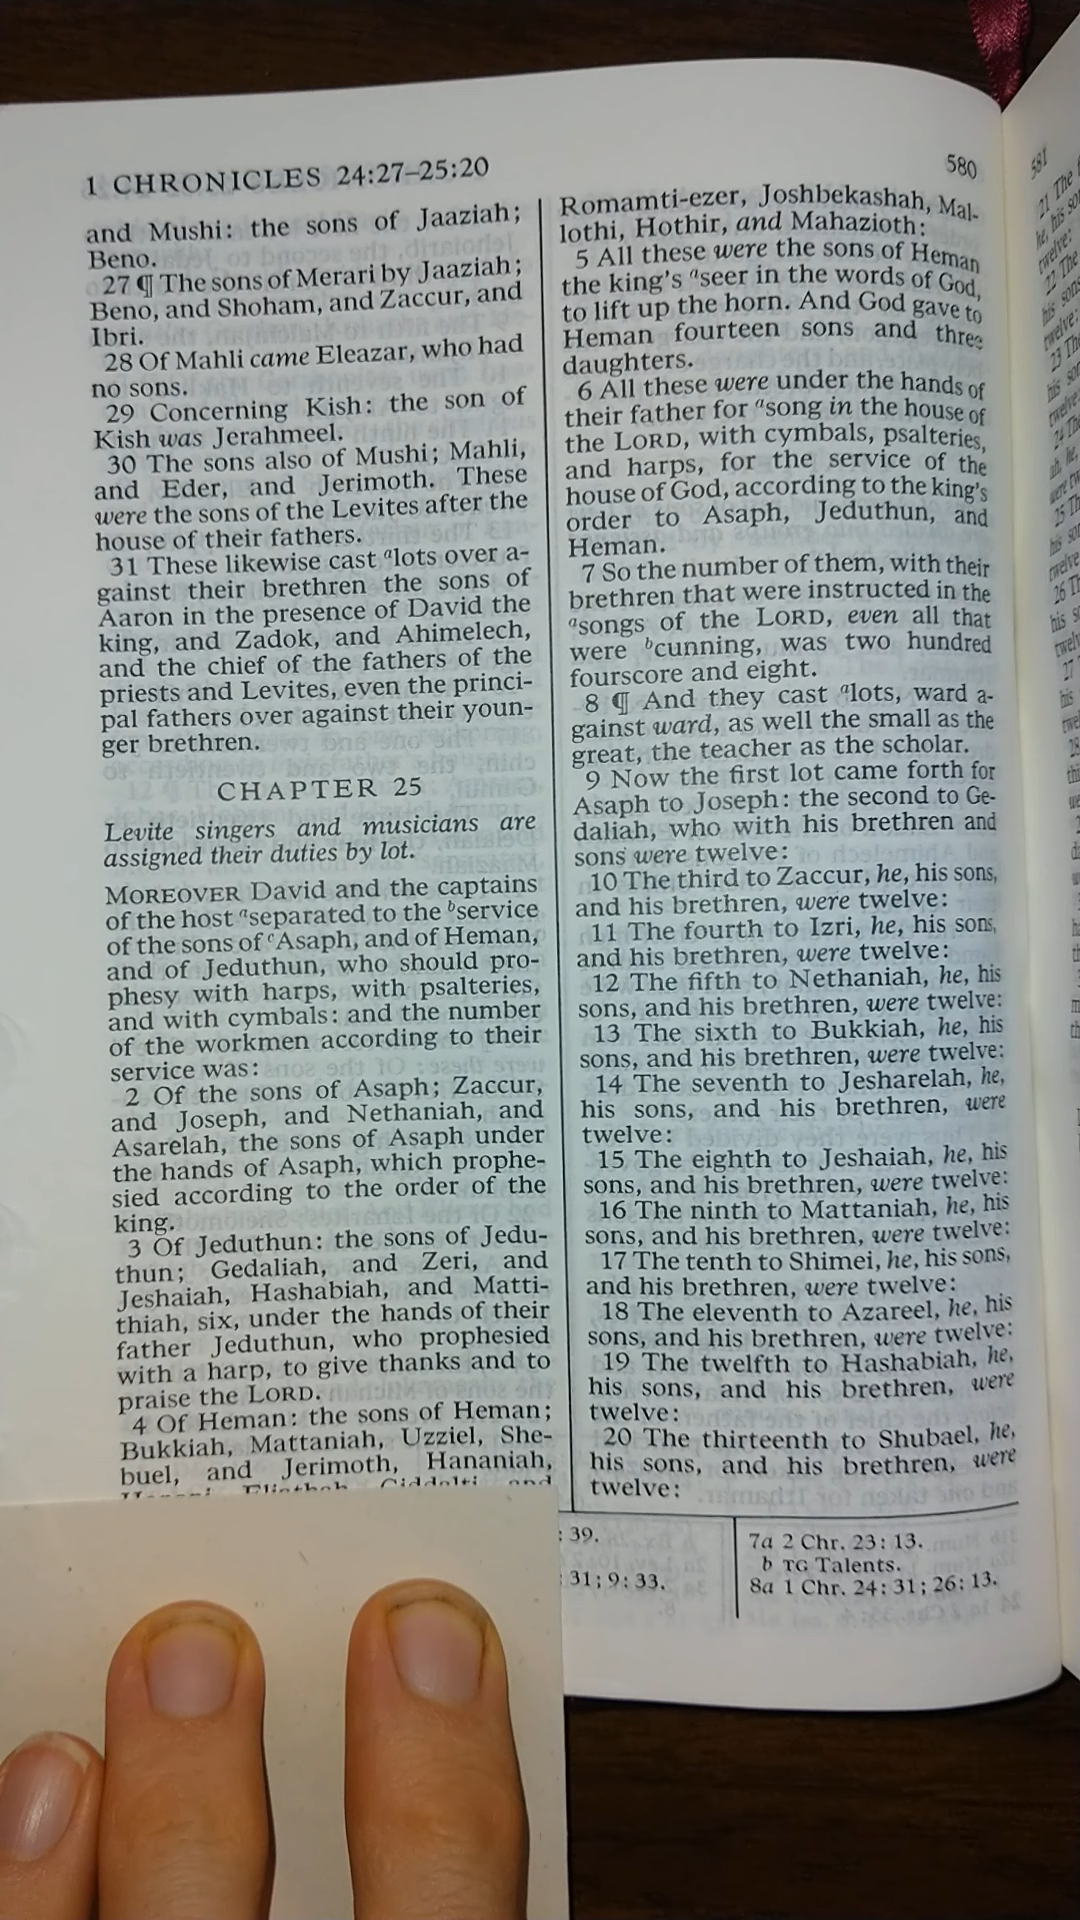 1 CHRONICLES 24:27–25:20
580
and Mushi: the sons of Jaaziah;
Beno.
27 ¶ The sons of Merari by Jaaziah;
Beno, and Shoham, and Zaccur, and
Ibri.
28 Of Mahli came Eleazar, who had
no sons.
29 Concerning Kish: the son of
Kish was Jerahmeel.
30 The sons also of Mushi; Mahli,
and Eder, and Jerimoth. These
were the sons of the Levites after the
house of their fathers.
31 These likewise cast ᵃlots over a-
gainst their brethren the sons of
Aaron in the presence of David the
king, and Zadok, and Ahimelech,
and the chief of the fathers of the
priests and Levites, even the princi-
pal fathers over against their youn-
ger brethren.
CHAPTER 25
Levite singers and musicians are
assigned their duties by lot.
MOREOVER David and the captains
of the host ᵃseparated to the ᵇservice
of the sons of ᶜAsaph, and of Heman,
and of Jeduthun, who should pro-
phesy with harps, with psalteries,
and with cymbals: and the number
of the workmen according to their
service was:
2 Of the sons of Asaph; Zaccur,
and Joseph, and Nethaniah, and
Asarelah, the sons of Asaph under
the hands of Asaph, which prophe-
sied according to the order of the
king.
3 Of Jeduthun: the sons of Jedu-
thun; Gedaliah, and Zeri, and
Jeshaiah, Hashabiah, and Matti-
thiah, six, under the hands of their
father Jeduthun, who prophesied
with a harp, to give thanks and to
praise the LORD.
4 Of Heman: the sons of Heman;
Bukkiah, Mattaniah, Uzziel, She-
buel, and Jerimoth, Hananiah,
Romamti-ezer, Joshbekashah, Mal-
lothi, Hothir, and Mahazioth:
5 All these were the sons of Heman
the king's ᵃseer in the words of God,
to lift up the horn. And God gave to
Heman fourteen sons and three
daughters.
6 All these were under the hands of
their father for ᵃsong in the house of
the LORD, with cymbals, psalteries,
and harps, for the service of the
house of God, according to the king's
order to Asaph, Jeduthun, and
Heman.
7 So the number of them, with their
brethren that were instructed in the
ᵃsongs of the LORD, even all that
were ᵇcunning, was two hundred
fourscore and eight.
8 ¶ And they cast ᵃlots, ward a-
gainst ward, as well the small as the
great, the teacher as the scholar.
9 Now the first lot came forth for
Asaph to Joseph: the second to Ge-
daliah, who with his brethren and
sons were twelve:
10 The third to Zaccur, he, his sons,
and his brethren, were twelve:
11 The fourth to Izri, he, his sons,
and his brethren, were twelve:
12 The fifth to Nethaniah, he, his
sons, and his brethren, were twelve:
13 The sixth to Bukkiah, he, his
sons, and his brethren, were twelve:
14 The seventh to Jesharelah, he,
his sons, and his brethren, were
twelve:
15 The eighth to Jeshaiah, he, his
sons, and his brethren, were twelve:
16 The ninth to Mattaniah, he, his
sons, and his brethren, were twelve:
17 The tenth to Shimei, he, his sons,
and his brethren, were twelve:
18 The eleventh to Azareel, he, his
sons, and his brethren, were twelve:
19 The twelfth to Hashabiah, he,
his sons, and his brethren, were
twelve:
20 The thirteenth to Shubael, he,
his sons, and his brethren, were
twelve:
: 39.
: 31; 9: 33.
7a 2 Chr. 23: 13.
b TG Talents.
8a 1 Chr. 24: 31; 26: 13.
581